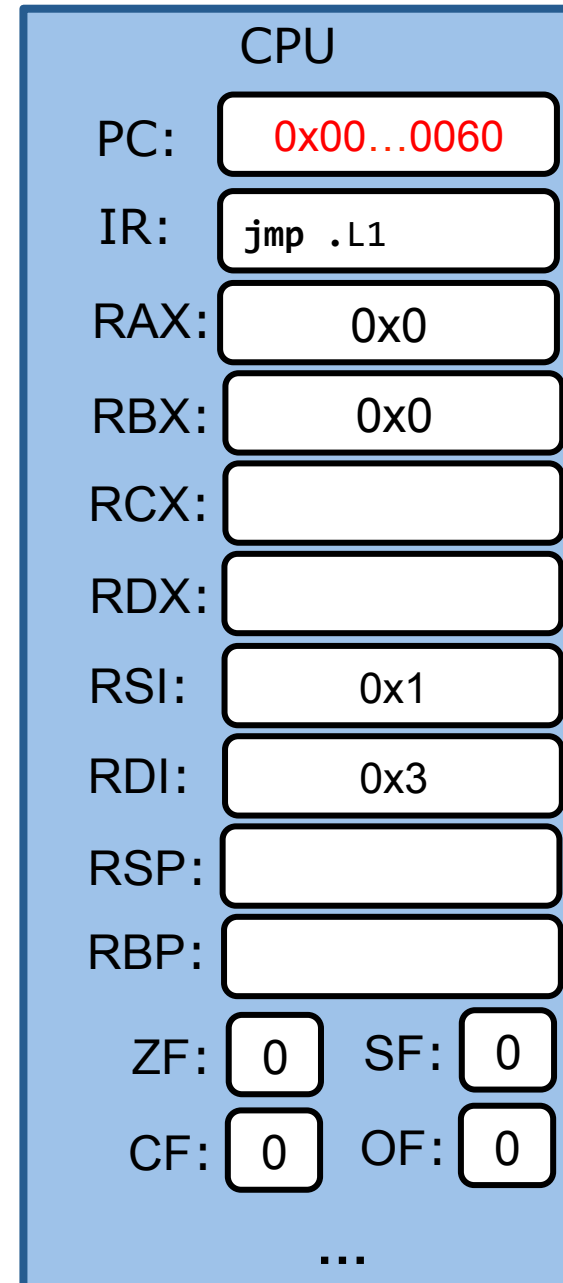 CPU
PC: 0x00…0060
IR: jmp .L1
RAX: 0x0
RBX: 0x0
RCX:
RDX:
RSI: 0x1
RDI: 0x3
RSP:
RBP:
ZF: 0 SF: 0
CF: 0 OF: 0
…